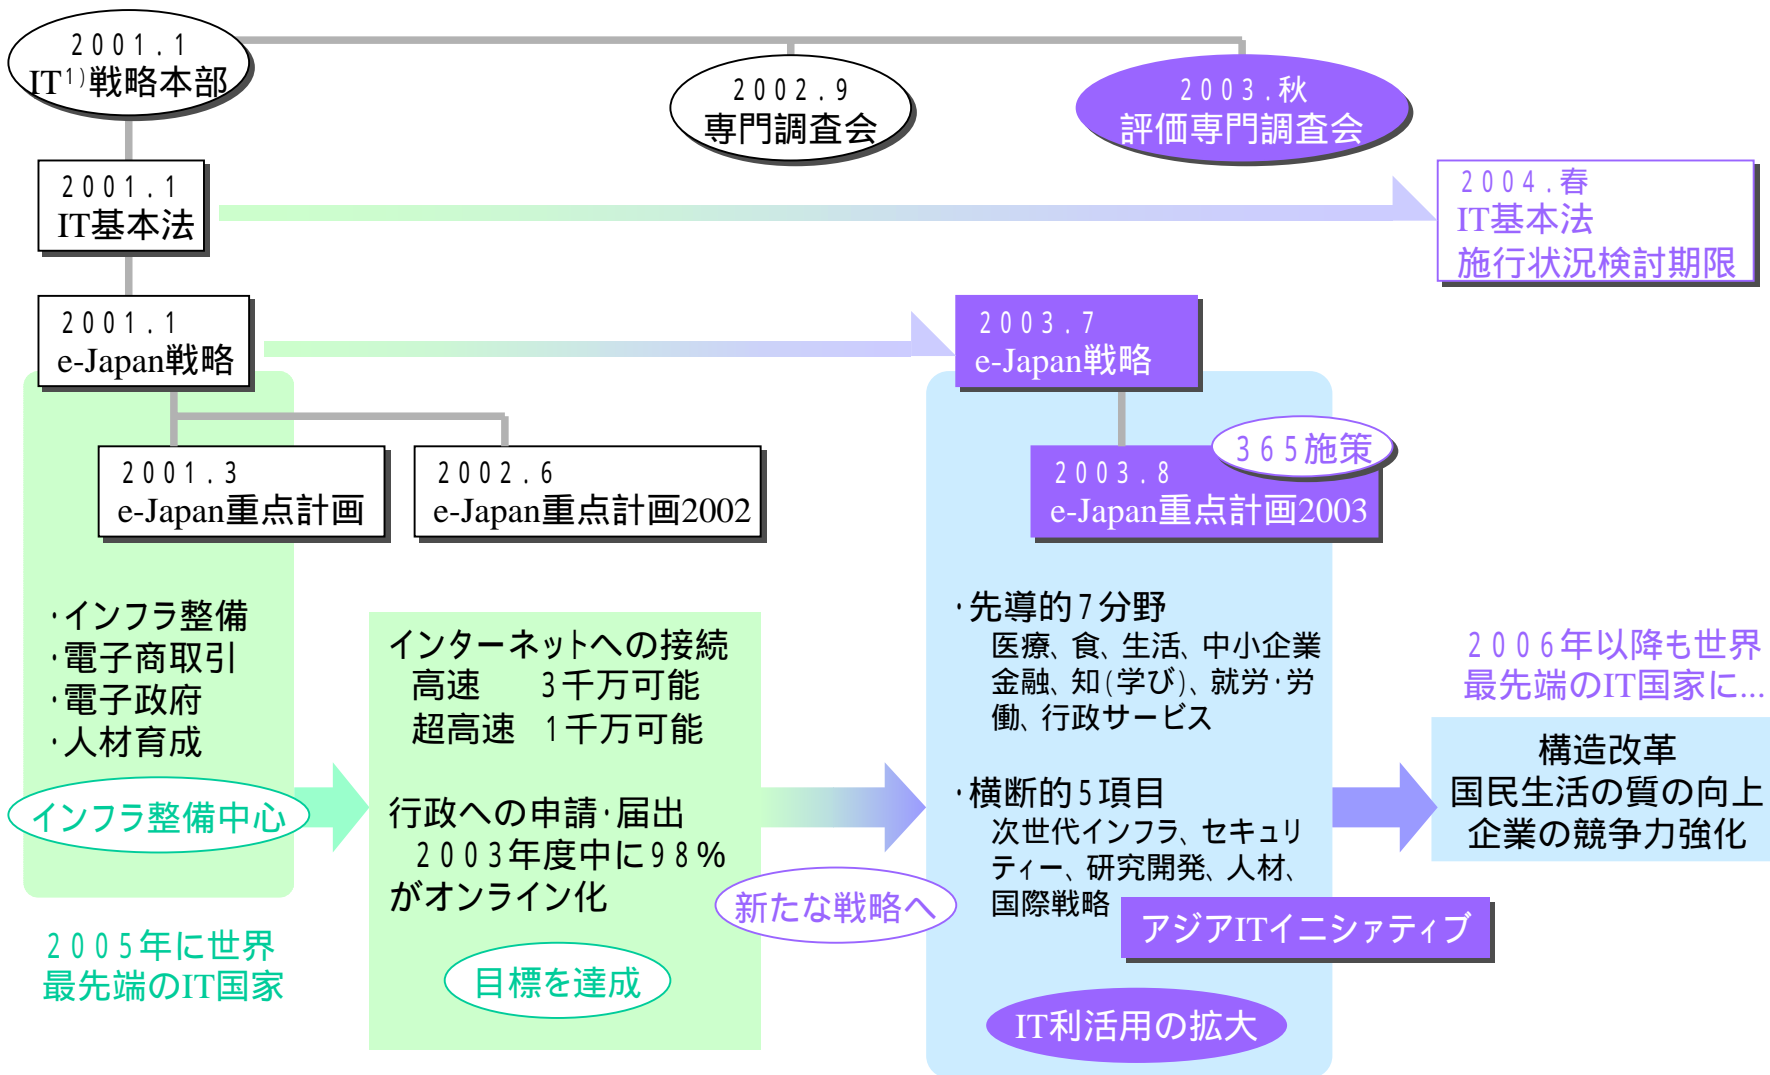 2001.1
IT1)戦略本部
2002.9
専門調査会
2003.秋
評価専門調査会
2001.1
IT基本法
2004.春
IT基本法
施行状況検討期限
2001.1
e-Japan戦略
2003.7
e-Japan戦略
2001.3
e-Japan重点計画
2002.6
e-Japan重点計画2002
365施策
2003.8
e-Japan重点計画2003
・インフラ整備
・電子商取引
・電子政府
・人材育成
インフラ整備中心
2005年に世界
最先端のIT国家
インターネットへの接続
高速 3千万可能
超高速 1千万可能
行政への申請・届出
2003年度中に98%
がオンライン化
目標を達成
新たな戦略へ
・先導的7分野
医療、食、生活、中小企業
金融、知(学び)、就労・労
働、行政サービス
・横断的5項目
次世代インフラ、セキュリ
ティー、研究開発、人材、
国際戦略
アジアITイニシァティブ
IT利活用の拡大
2006年以降も世界
最先端のIT国家に...
構造改革
国民生活の質の向上
企業の競争力強化